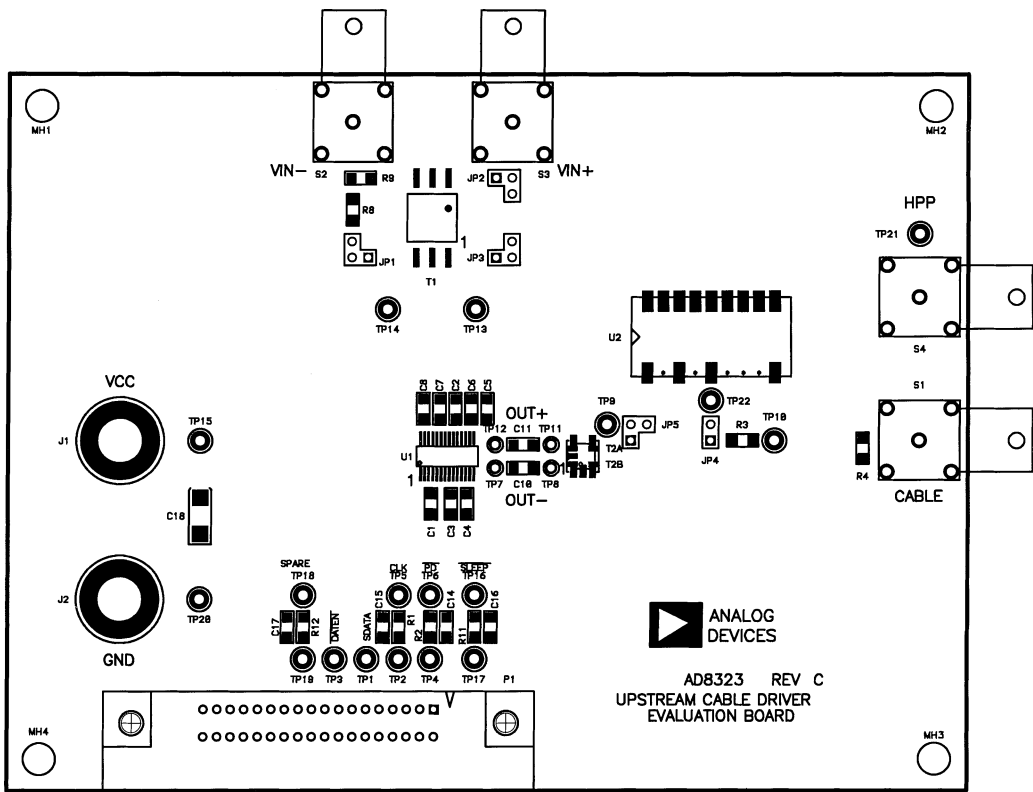 MH1
MH2
VIN-
S2
S3
VIN+
R9
JP2
R8
HPP
TP21
1
JP1
JP3
T1
TP14
TP13
U2
S4
VCC
C8
C7
C2
C6
C5
S1
TP9
TP22
OUT+
J1
TP15
TP12
C11
TP11
JP5
R3
TP10
T2A
U1
JP4
1
1
T2B
TP7
C10
TP8
R4
OUT-
CABLE
C18
C1
C3
C4
SPARE
CLK
PD
SLEEP
TP18
TP5
TP6
TP16
J2
TP20
C17
R12
DATEN
SDATA
C15
R1
R2
C14
R11
C16
ANALOG
DEVICES
GND
TP19
TP3
TP1
TP2
TP4
TP17
P1
AD8323 REV C
UPSTREAM CABLE DRIVER
EVALUATION BOARD
MH4
MH3